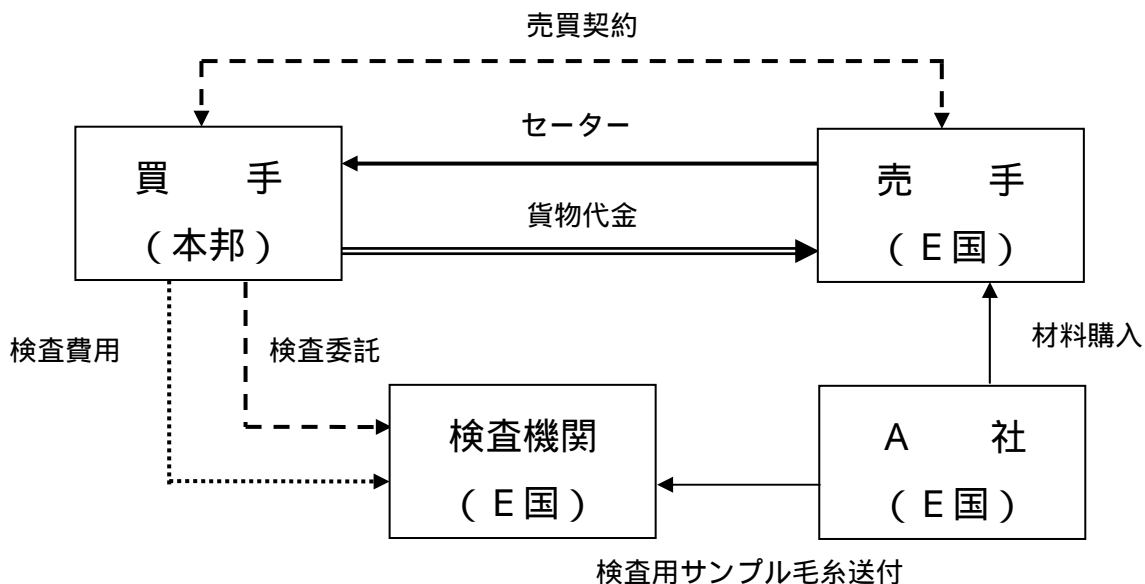 売買契約
セーター
買 手
（本邦）
売 手
（E国）
貨物代金
検査費用
検査委託
材料購入
検査機関
（E国）
A 社
（E国）
検査用サンプル毛糸送付